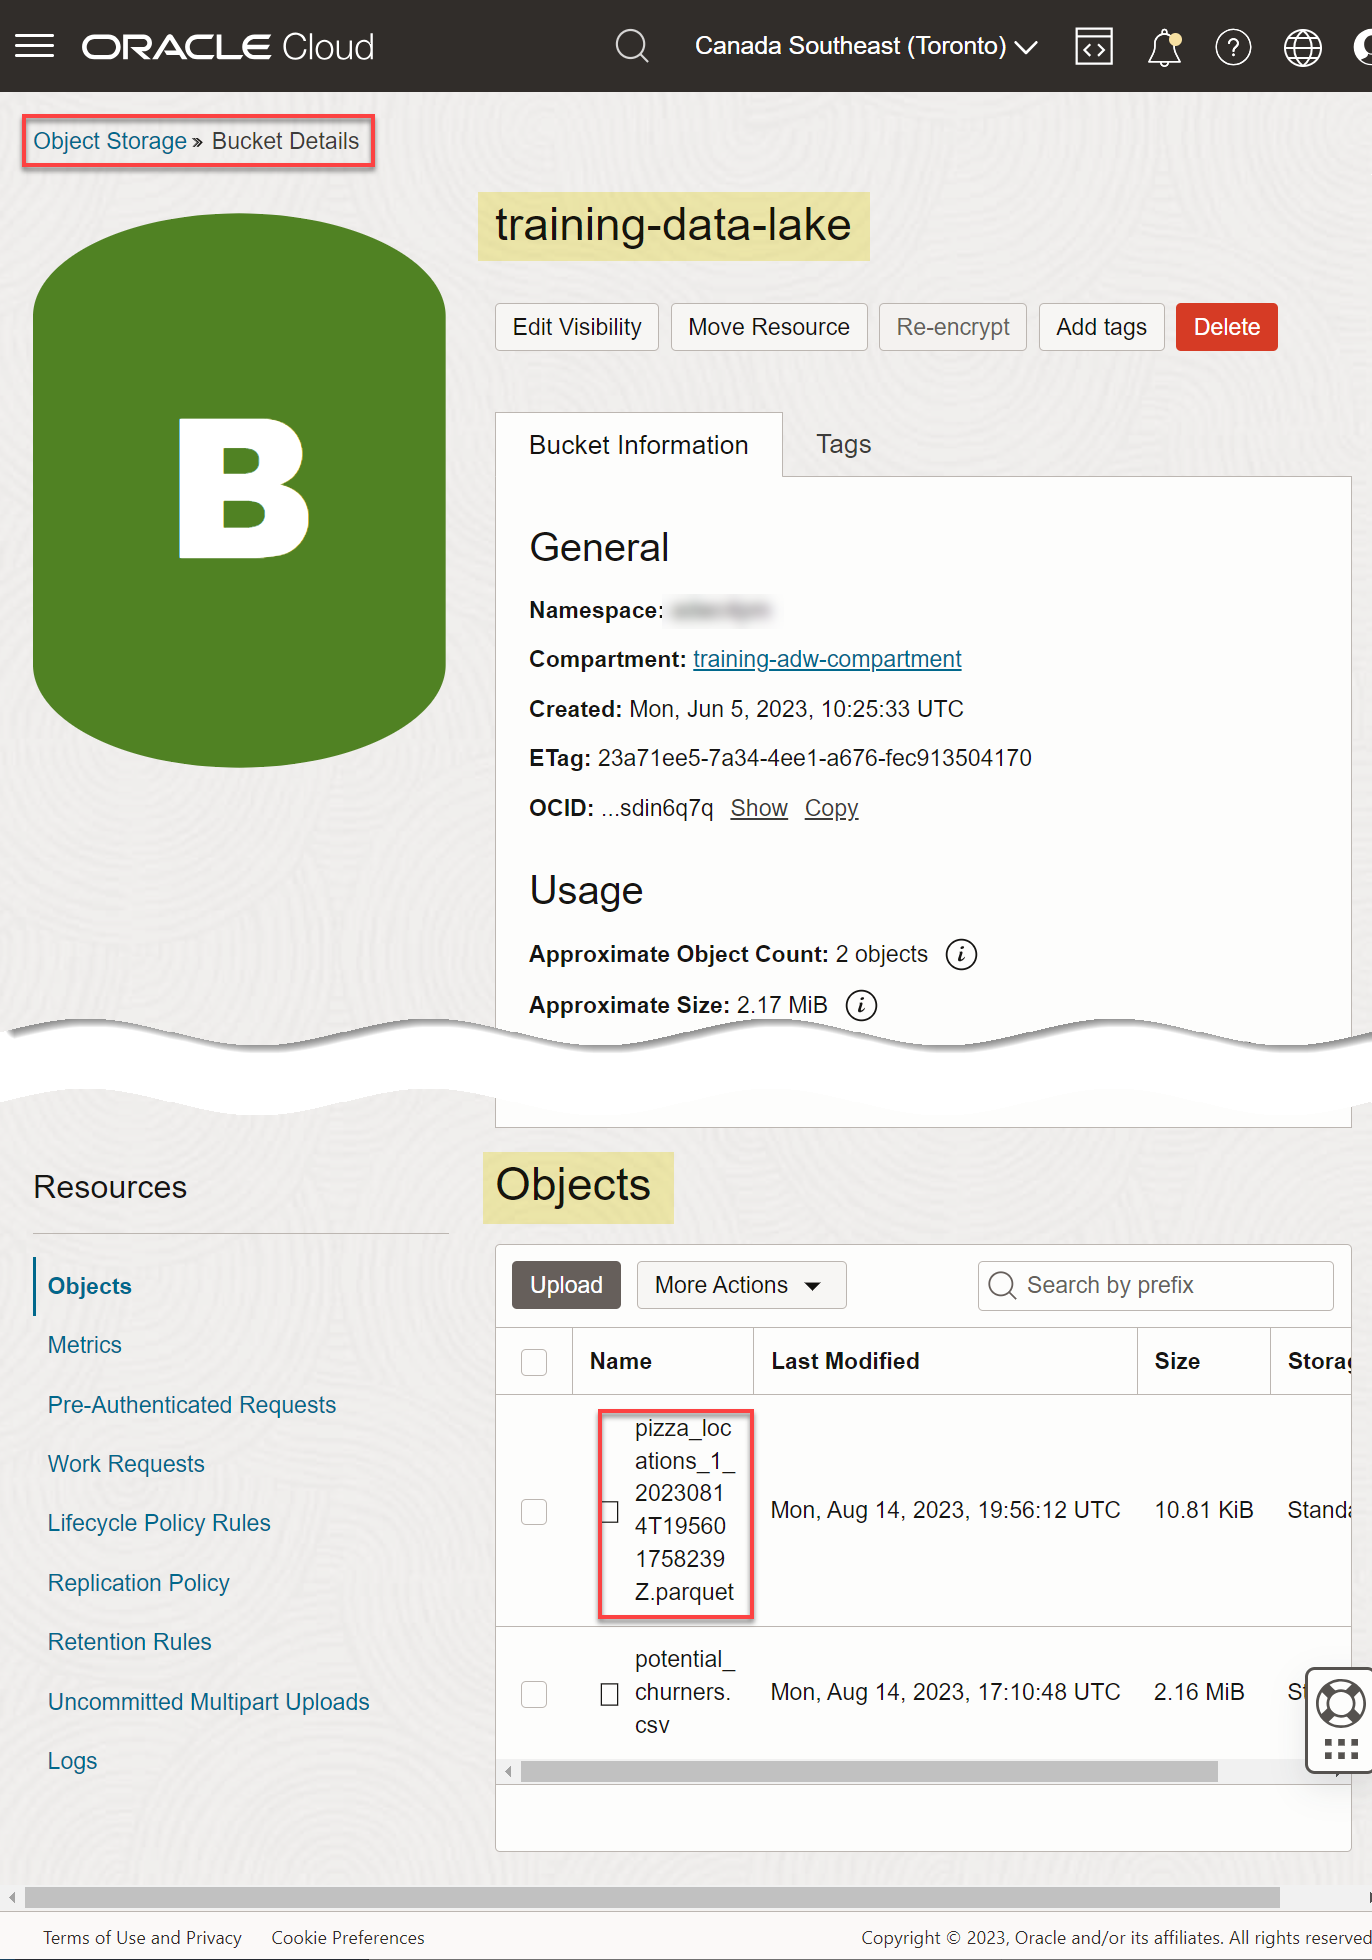 ORACLE Cloud
Canada Southeast (Toronto)
Object Storage » Bucket Details
training-data-lake
Edit Visibility
Move Resource
Re-encrypt
Add tags
Delete
B
Bucket Information
Tags
General
Namespace:
Compartment: training-adw-compartment
Created: Mon, Jun 5, 2023, 10:25:33 UTC
ETag: 23a71ee5-7a34-4ee1-a676-fec913504170
OCID: ...sdin6q7q Show Copy
Usage
Approximate Object Count: 2 objects
Approximate Size: 2.17 MiB
Resources
Objects
Metrics
Pre-Authenticated Requests
Work Requests
Lifecycle Policy Rules
Replication Policy
Retention Rules
Uncommitted Multipart Uploads
Logs
Objects
Upload
More Actions
Search by prefix
Name
Last Modified
Size
Storag
pizza_loc
ations_1_
2023081
4T19560
1758239
Z.parquet
Mon, Aug 14, 2023, 19:56:12 UTC
10.81 KiB
Standa
potential_
churners.
csv
Mon, Aug 14, 2023, 17:10:48 UTC
2.16 MiB
Terms of Use and Privacy
Cookie Preferences
Copyright © 2023, Oracle and/or its affiliates. All rights reserved